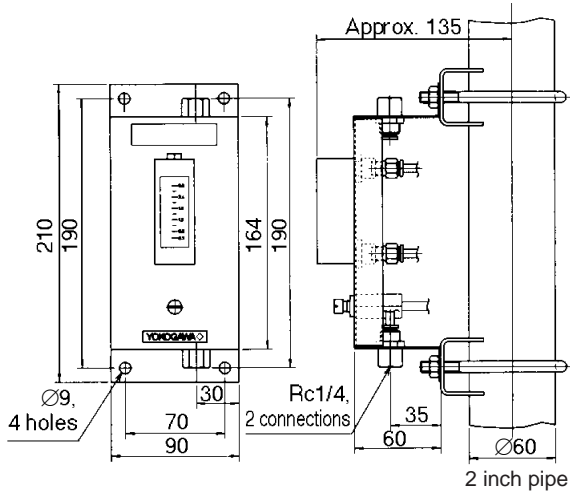 Approx. 135
210
190
164
190
YOKOGAWA◇
Ø9,
4 holes
30
70
90
Rc1/4,
2 connections
35
60
Ø60
2 inch pipe